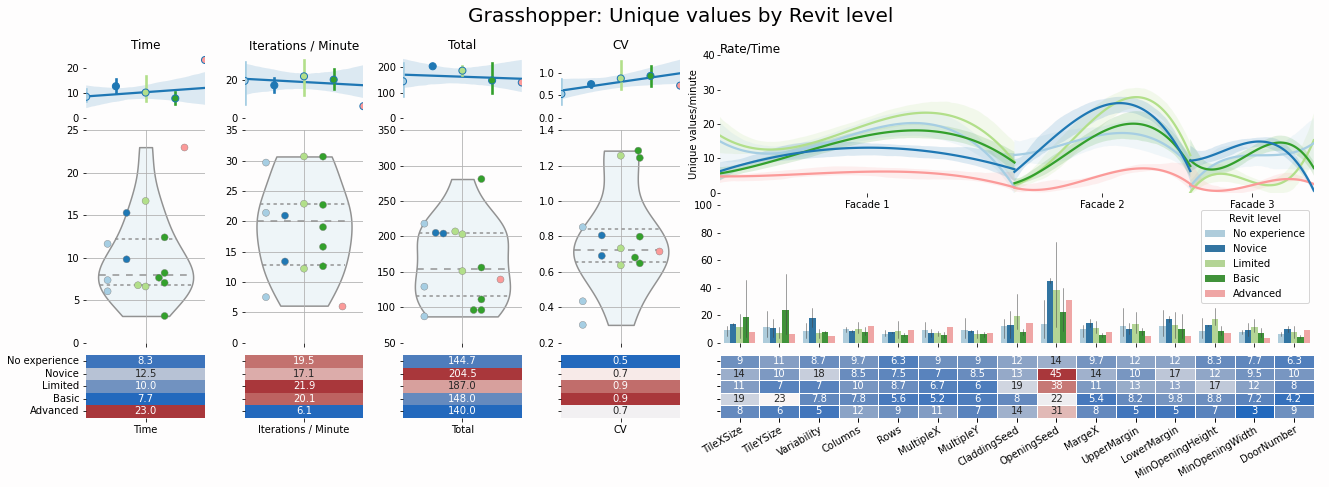 Grasshopper: Unique values by Revit level
Time
Iterations / Minute
Total
CV
Rate/Time
20
10
0
20
0
200
100
0
1.0
0.5
0.0
40
30
20
10
0
Unique values/minute
Facade 1
Facade 2
Facade 3
25
20
15
10
5
0
35
30
25
20
15
10
5
0
350
300
250
200
150
100
50
1.4
1.2
1.0
0.8
0.6
0.4
0.2
100
80
60
40
20
0
Revit level
No experience
Novice
Limited
Basic
Advanced
No experience 8.3 19.5 144.7 0.5 9 11 8.7 9.7 6.3 9 9 12 14 9.7 12 12 8.3 7.7 6.3
Novice 12.5 17.1 204.5 0.7 14 10 18 8.5 7.5 7 8.5 13 45 14 10 17 12 9.5 10
Limited 10.0 21.9 187.0 0.9 11 7 7 10 8.7 6.7 6 19 38 11 13 13 17 12 8
Basic 7.7 20.1 148.0 0.9 19 23 7.8 7.8 5.6 9.2 6 8 22 5.4 8.2 9.8 8.8 7.2 4.2
Advanced 23.0 6.1 140.0 0.7 8 6 5 12 9 11 7 14 31 8 5 5 7 3 9
Time
Iterations / Minute
Total
CV
TileXSize
TileYSize
Variability
Columns
Rows
MultipleX
MultipleY
CladdingSeed
OpeningSeed
MargeX
UpperMargin
LowerMargin
MinOpeningHeight
MinOpeningWidth
DoorNumber